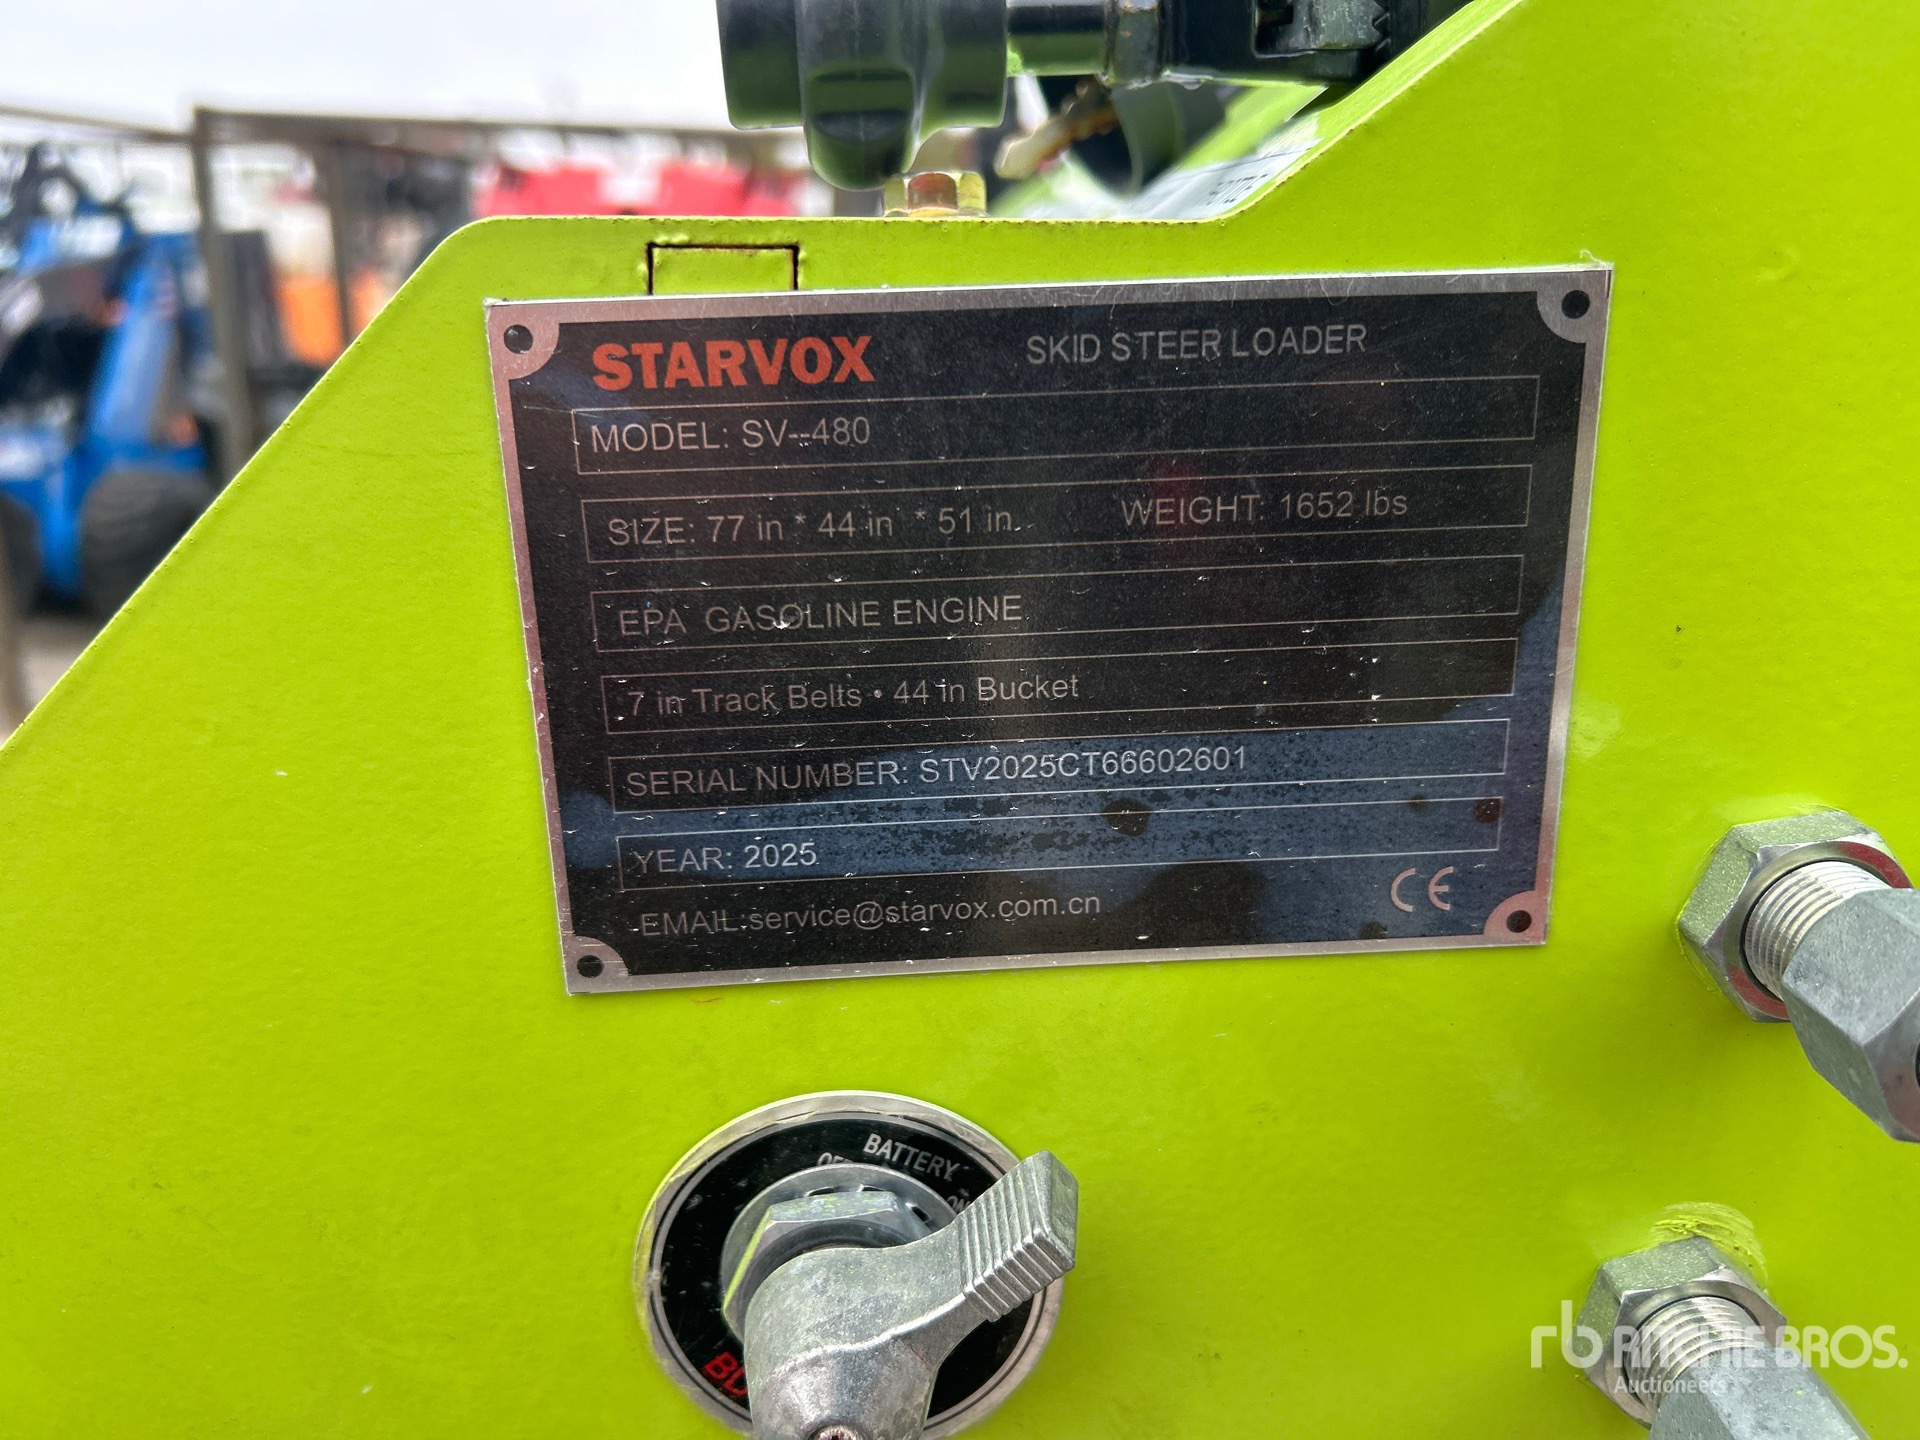 STARVOX SKID STEER LOADER
MODEL: SV--480
SIZE: 77 in * 44 in * 51 in WEIGHT: 1652 lbs
EPA GASOLINE ENGINE
7 in Track Belts • 44 in Bucket
SERIAL NUMBER: STV2025CT66602601
YEAR: 2025
EMAIL:service@starvox.com.cn CE
BATTERY
ON
rb RITCHIE BROS.
Auctioneers